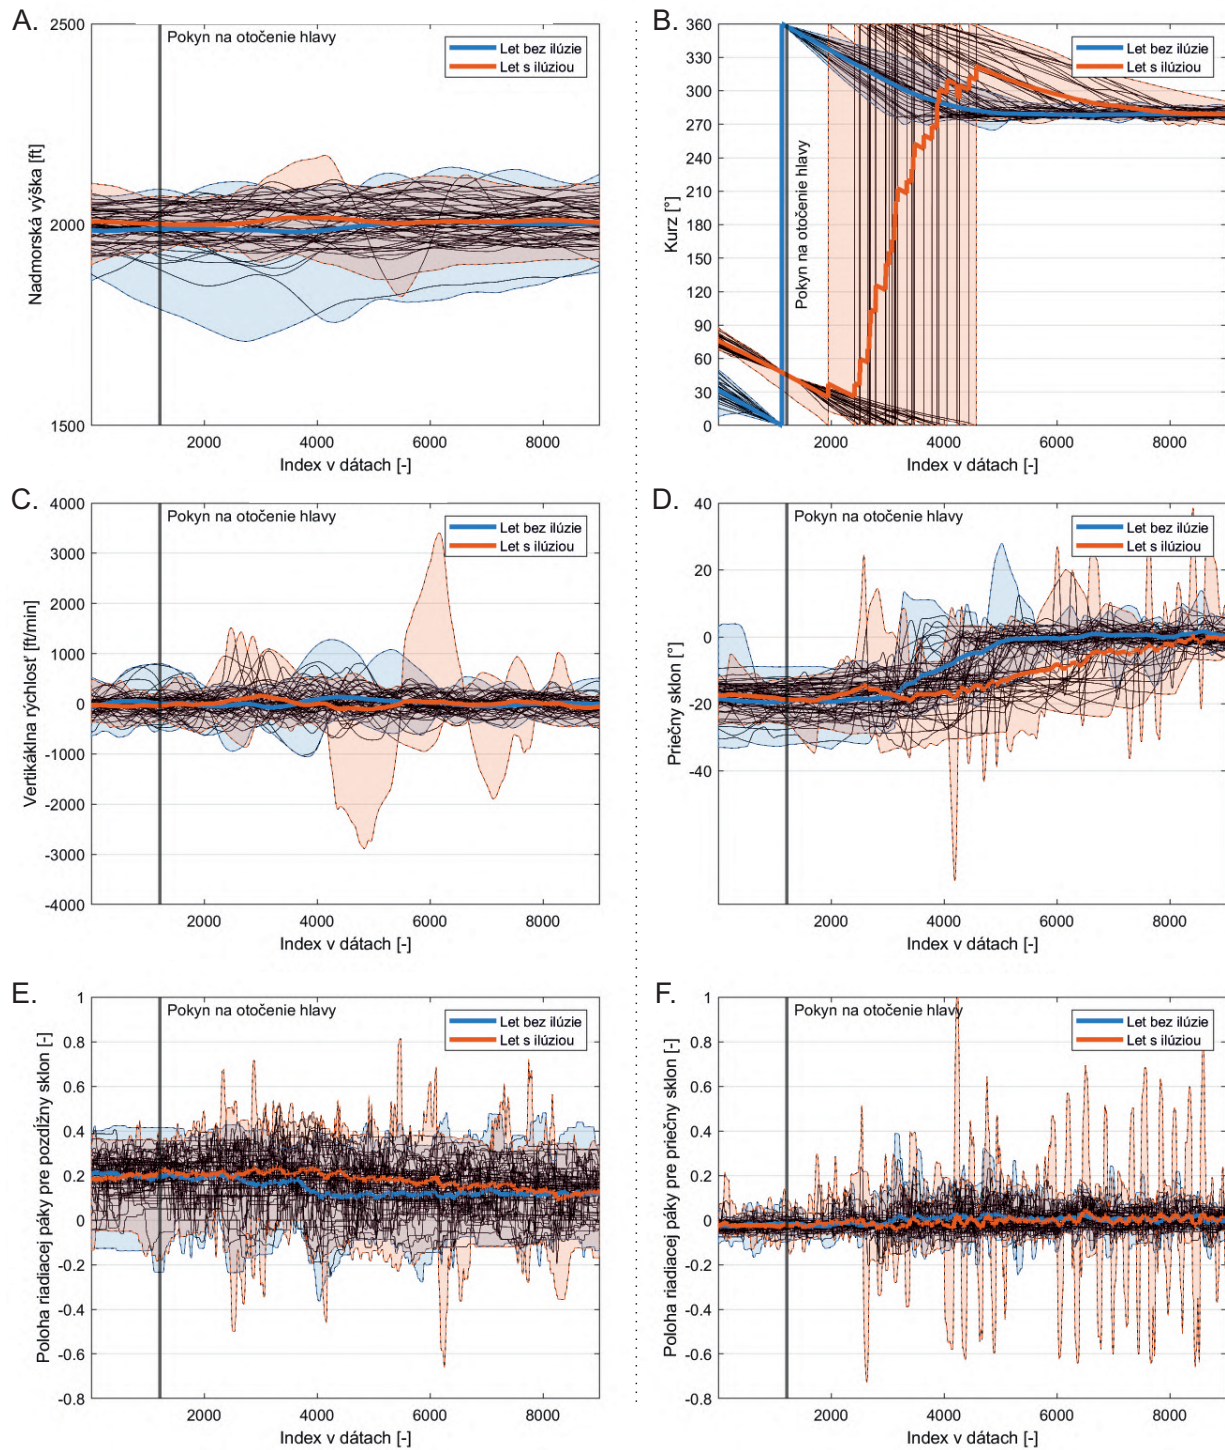 A.
2500
2000
1500
Nadmorská výška [ft]
Pokyn na otočenie hlavy
Let bez ilúzie
Let s ilúziou
2000 4000 6000 8000
Index v dátach [-]
B.
360
330
300
270
240
210
180
150
120
90
60
30
0
Kurz [°]
Pokyn na otočenie hlavy
Let bez ilúzie
Let s ilúziou
2000 4000 6000 8000
Index v dátach [-]
C.
4000
3000
2000
1000
0
-1000
-2000
-3000
-4000
Vertikáklna rýchlosť [ft/min]
Pokyn na otočenie hlavy
Let bez ilúzie
Let s ilúziou
2000 4000 6000 8000
Index v dátach [-]
D.
40
20
0
-20
-40
Priečny sklon [°]
Pokyn na otočenie hlavy
Let bez ilúzie
Let s ilúziou
2000 4000 6000 8000
Index v dátach [-]
E.
1
0.8
0.6
0.4
0.2
0
-0.2
-0.4
-0.6
-0.8
Poloha riadiacej páky pre pozdĺžny sklon [-]
Pokyn na otočenie hlavy
Let bez ilúzie
Let s ilúziou
2000 4000 6000 8000
Index v dátach [-]
F.
1
0.8
0.6
0.4
0.2
0
-0.2
-0.4
-0.6
-0.8
Poloha riadiacej páky pre priečny sklon [-]
Pokyn na otočenie hlavy
Let bez ilúzie
Let s ilúziou
2000 4000 6000 8000
Index v dátach [-]